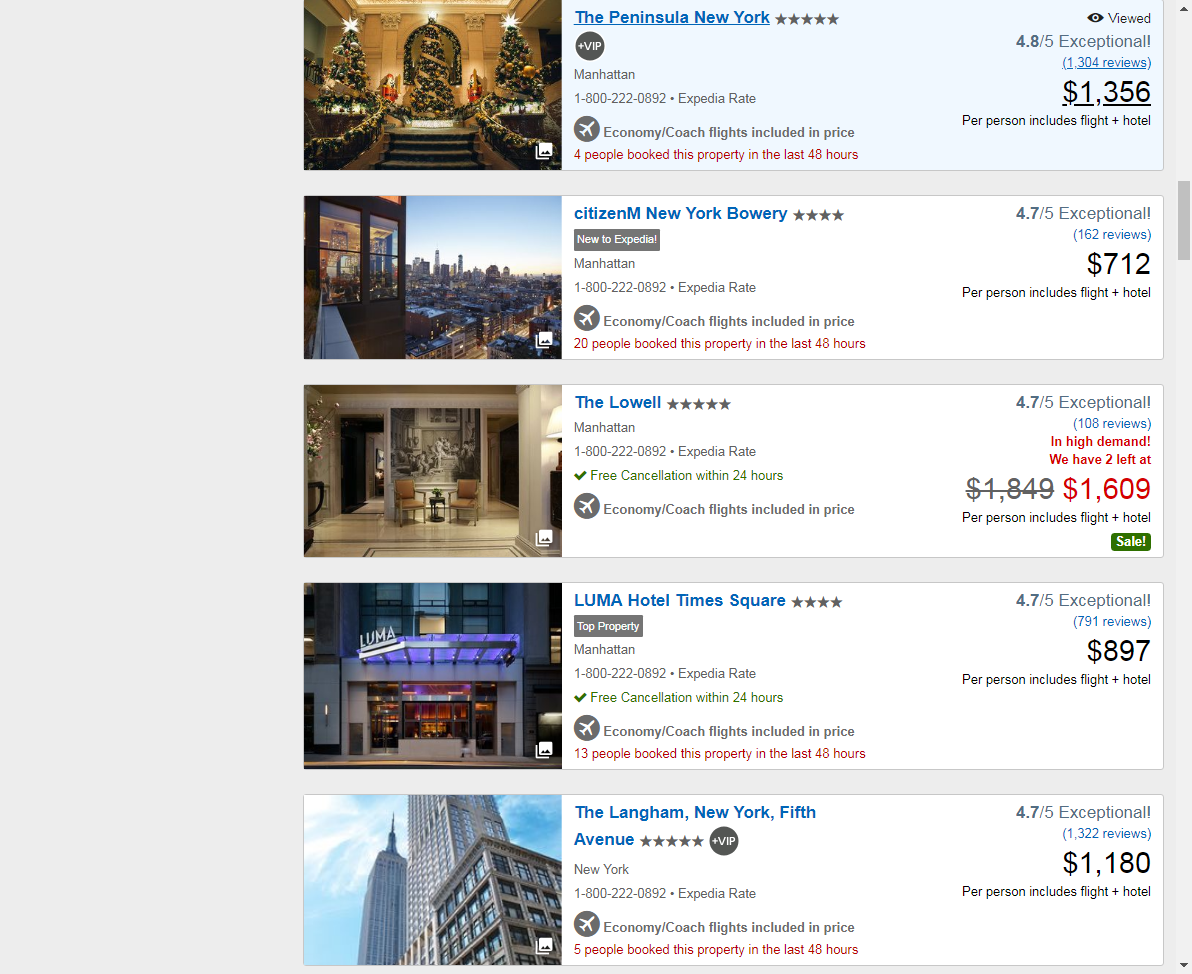 The Peninsula New York
Viewed
+VIP
4.8/5 Exceptional!
(1,304 reviews)
Manhattan
$1,356
1-800-222-0892 • Expedia Rate
Per person includes flight + hotel
Economy/Coach flights included in price
4 people booked this property in the last 48 hours
citizenM New York Bowery
4.7/5 Exceptional!
New to Expedia!
(162 reviews)
Manhattan
$712
1-800-222-0892 • Expedia Rate
Per person includes flight + hotel
Economy/Coach flights included in price
20 people booked this property in the last 48 hours
The Lowell
4.7/5 Exceptional!
Manhattan
(108 reviews)
In high demand!
1-800-222-0892 • Expedia Rate
We have 2 left at
Free Cancellation within 24 hours
$1,849 $1,609
Economy/Coach flights included in price
Per person includes flight + hotel
Sale!
LUMA
LUMA Hotel Times Square
4.7/5 Exceptional!
Top Property
(791 reviews)
Manhattan
$897
1-800-222-0892 • Expedia Rate
Per person includes flight + hotel
Free Cancellation within 24 hours
Economy/Coach flights included in price
13 people booked this property in the last 48 hours
The Langham, New York, Fifth
Avenue
+VIP
4.7/5 Exceptional!
(1,322 reviews)
New York
$1,180
1-800-222-0892 • Expedia Rate
Per person includes flight + hotel
Economy/Coach flights included in price
5 people booked this property in the last 48 hours